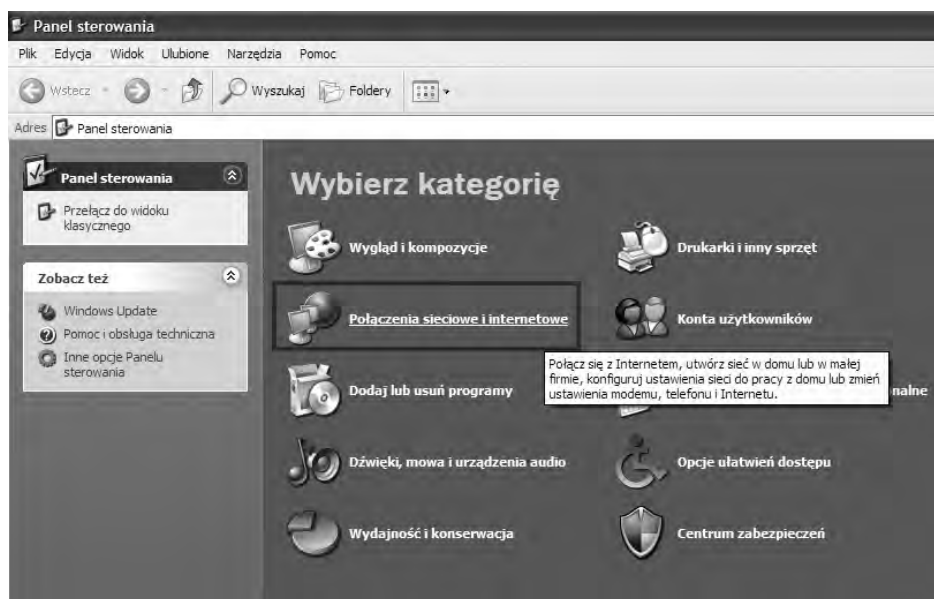 Panel sterowania
Plik Edycja Widok Ulubione Narzędzia Pomoc
Wstecz Wyszukaj Foldery
Adres Panel sterowania
Panel sterowania
Przełącz do widoku
klasycznego
Zobacz też
Windows Update
Pomoc i obsługa techniczna
Inne opcje Panelu
sterowania
Wybierz kategorię
Wygląd i kompozycje
Drukarki i inny sprzęt
Połączenia sieciowe i internetowe
Konta użytkowników
Połącz się z Internetem, utwórz sieć w domu lub w małej
firmie, konfiguruj ustawienia sieci do pracy z domu lub zmień
ustawienia modemu, telefonu i Internetu.
Dodaj lub usuń programy
nalne
Dźwięki, mowa i urządzenia audio
Opcje ułatwień dostępu
Wydajność i konserwacja
Centrum zabezpieczeń